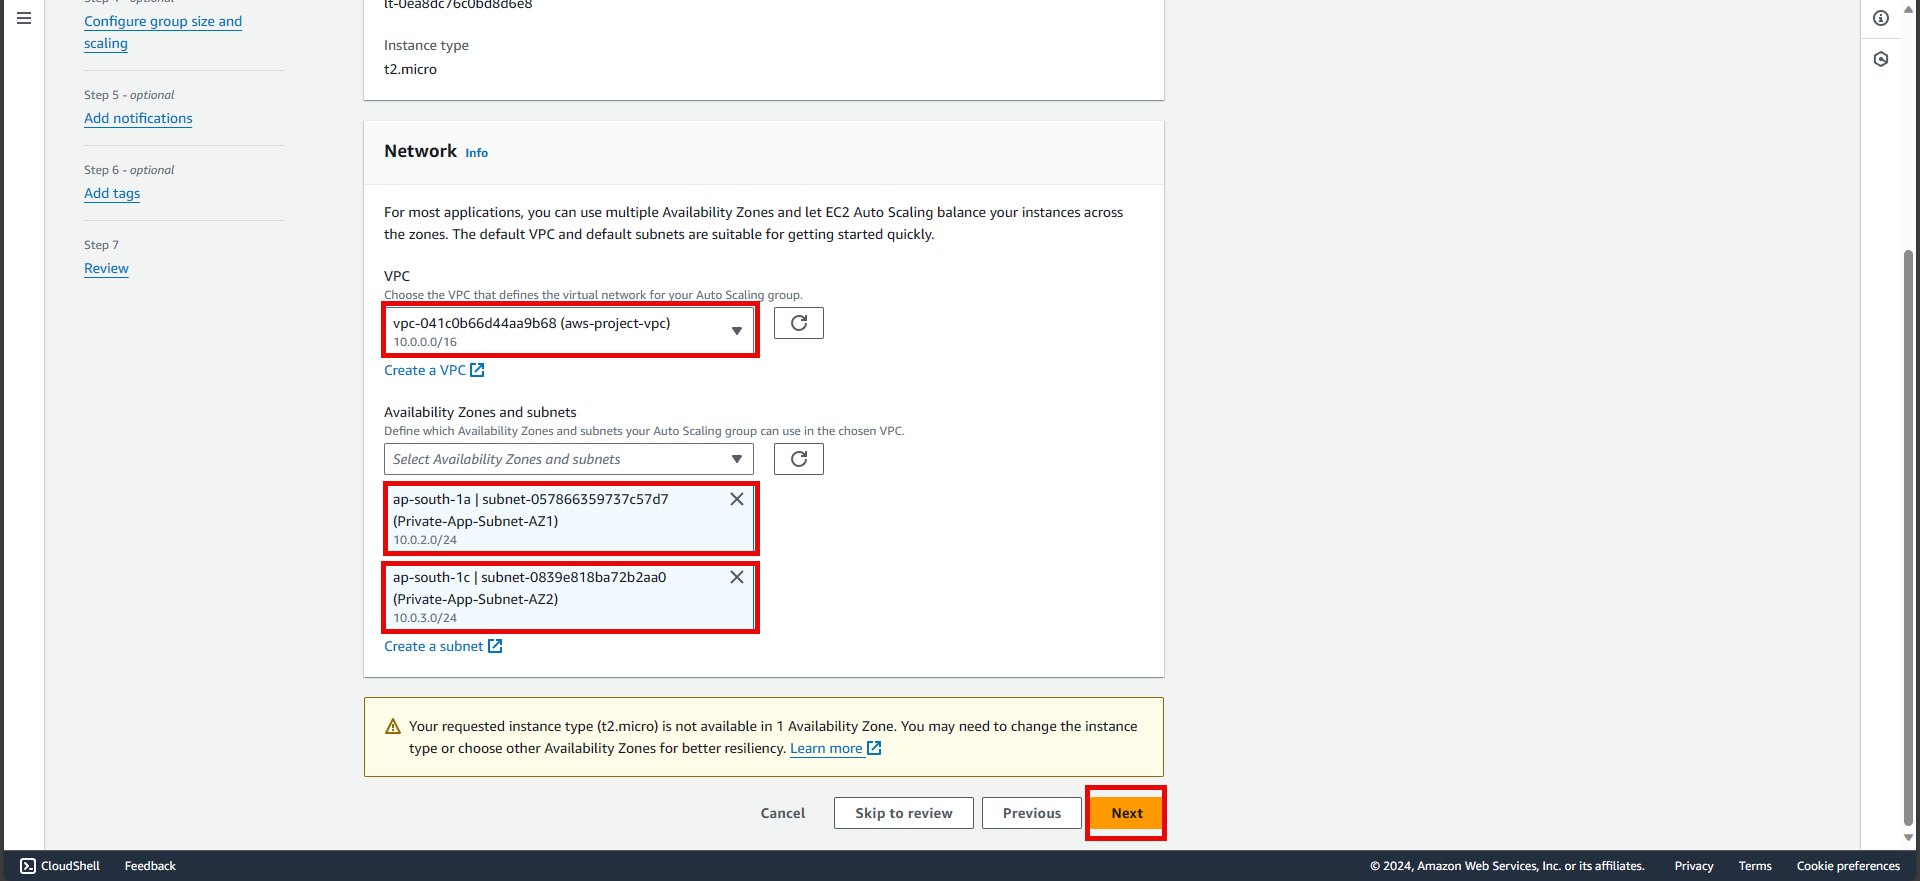 Configure group size and
scaling
Step 5 - optional
Add notifications
Step 6 - optional
Add tags
Step 7
Review
lt-0ea8dc76c0bd8d6e8
Instance type
t2.micro
Network Info
For most applications, you can use multiple Availability Zones and let EC2 Auto Scaling balance your instances across
the zones. The default VPC and default subnets are suitable for getting started quickly.
VPC
Choose the VPC that defines the virtual network for your Auto Scaling group.
vpc-041c0b66d44aa9b68 (aws-project-vpc)
10.0.0.0/16
Create a VPC
Availability Zones and subnets
Define which Availability Zones and subnets your Auto Scaling group can use in the chosen VPC.
Select Availability Zones and subnets
ap-south-1a | subnet-057866359737c57d7
(Private-App-Subnet-AZ1)
10.0.2.0/24
ap-south-1c | subnet-0839e818ba72b2aa0
(Private-App-Subnet-AZ2)
10.0.3.0/24
Create a subnet
Your requested instance type (t2.micro) is not available in 1 Availability Zone. You may need to change the instance
type or choose other Availability Zones for better resiliency. Learn more
Cancel Skip to review Previous Next
CloudShell Feedback © 2024, Amazon Web Services, Inc. or its affiliates. Privacy Terms Cookie preferences